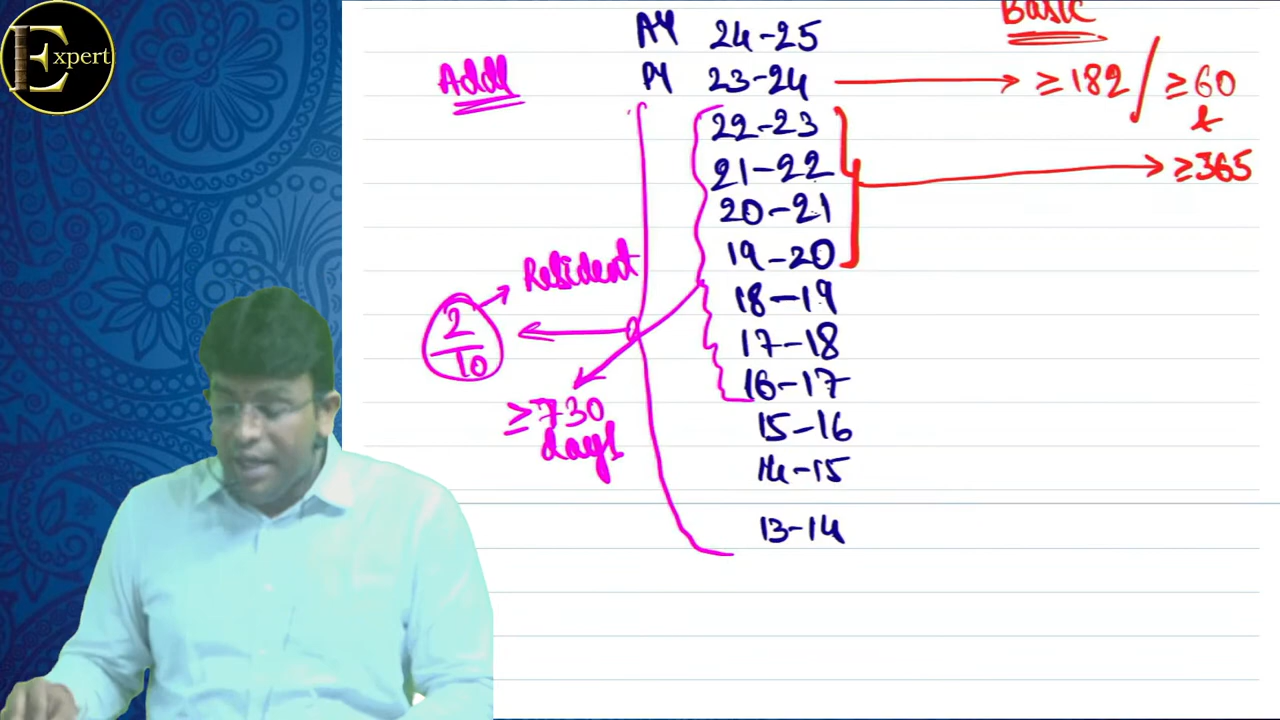 Expert
Basic
AY 24-25
Addl
PY 23-24 → ≥182 / ≥60
&
22-23
21-22 → ≥365
20-21
19-20
Resident
18-19
2/10
17-18
16-17
≥730
days
15-16
14-15
13-14